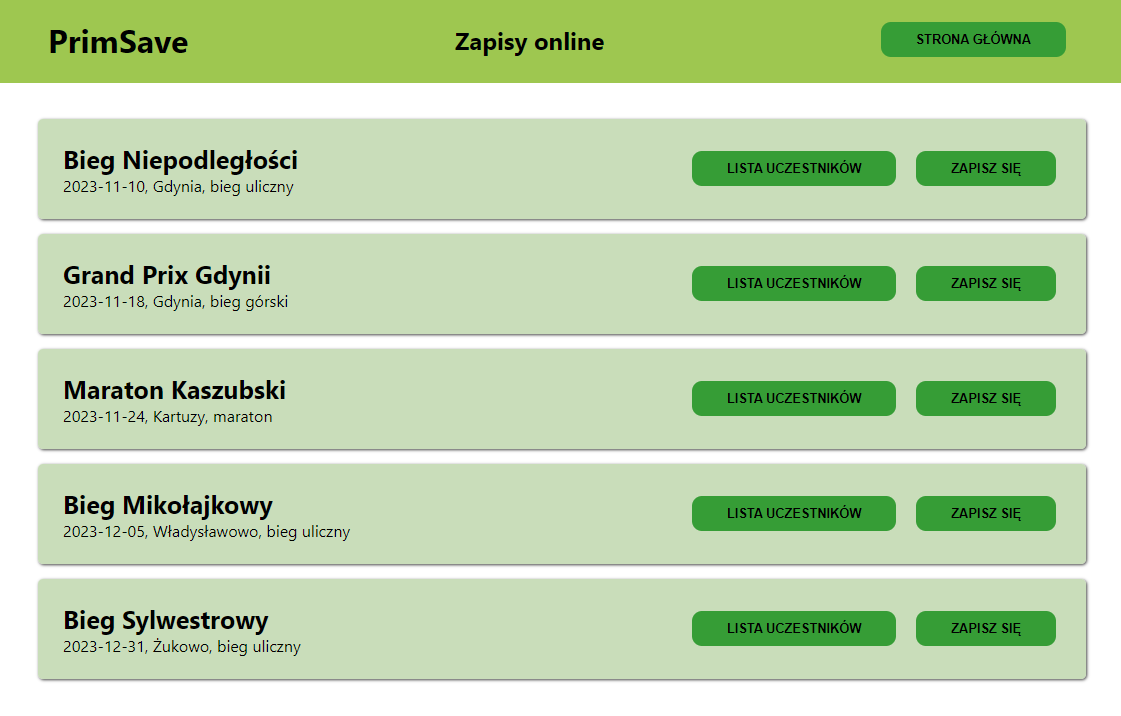 PrimSave
Zapisy online
STRONA GŁÓWNA
Bieg Niepodległości
2023-11-10, Gdynia, bieg uliczny
LISTA UCZESTNIKÓW
ZAPISZ SIĘ
Grand Prix Gdynii
2023-11-18, Gdynia, bieg górski
LISTA UCZESTNIKÓW
ZAPISZ SIĘ
Maraton Kaszubski
2023-11-24, Kartuzy, maraton
LISTA UCZESTNIKÓW
ZAPISZ SIĘ
Bieg Mikołajkowy
2023-12-05, Władysławowo, bieg uliczny
LISTA UCZESTNIKÓW
ZAPISZ SIĘ
Bieg Sylwestrowy
2023-12-31, Żukowo, bieg uliczny
LISTA UCZESTNIKÓW
ZAPISZ SIĘ